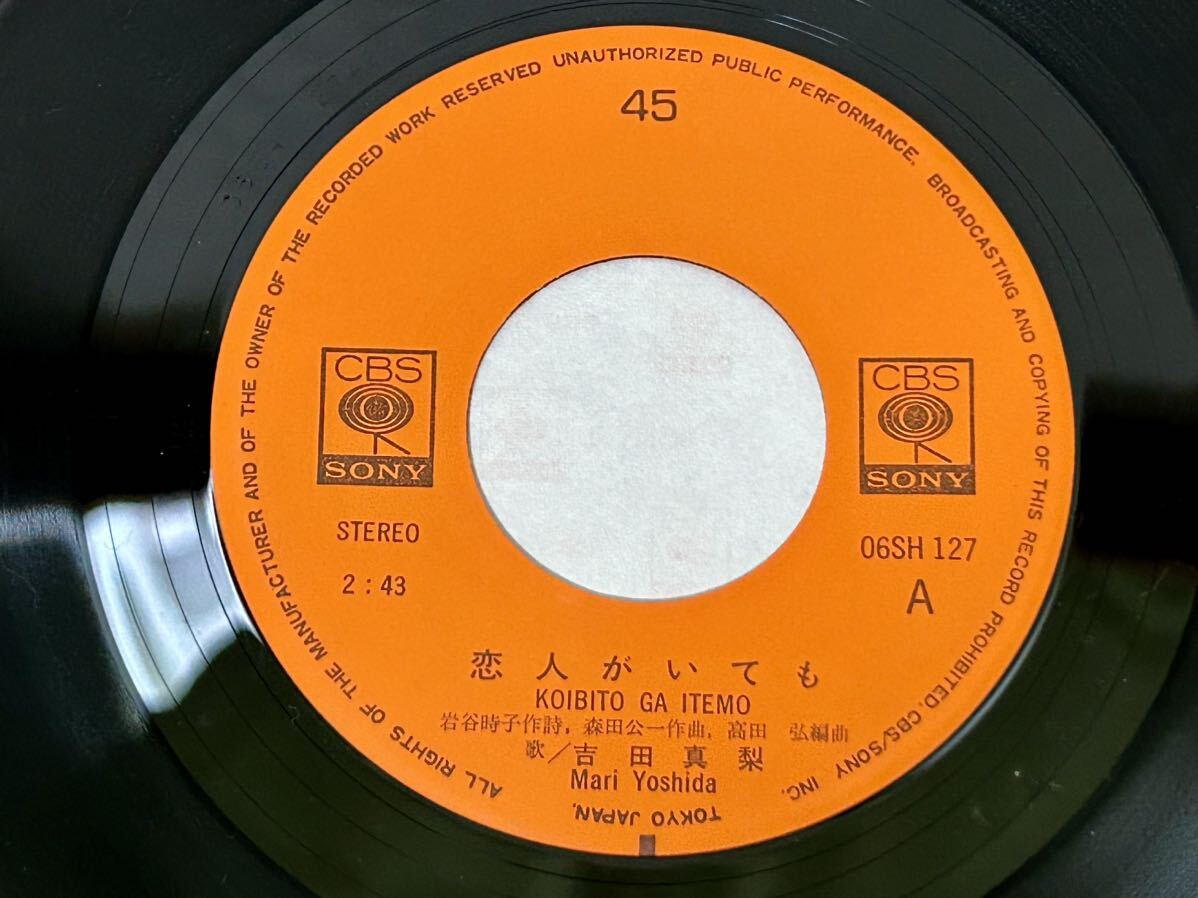 45
ALL RIGHTS OF THE MANUFACTURER AND OF THE OWNER OF THE RECORDED WORK RESERVED UNAUTHORIZED PUBLIC PERFORMANCE, BROADCASTING AND COPYING OF THIS RECORD PROHIBITED. CBS/SONY INC.
TOKYO JAPAN.
CBS
SONY
CBS
SONY
STEREO
2 : 43
06SH 127
A
恋人がいても
KOIBITO GA ITEMO
岩谷時子作詩, 森田公一作曲, 高田 弘編曲
歌/吉田真梨
Mari Yoshida